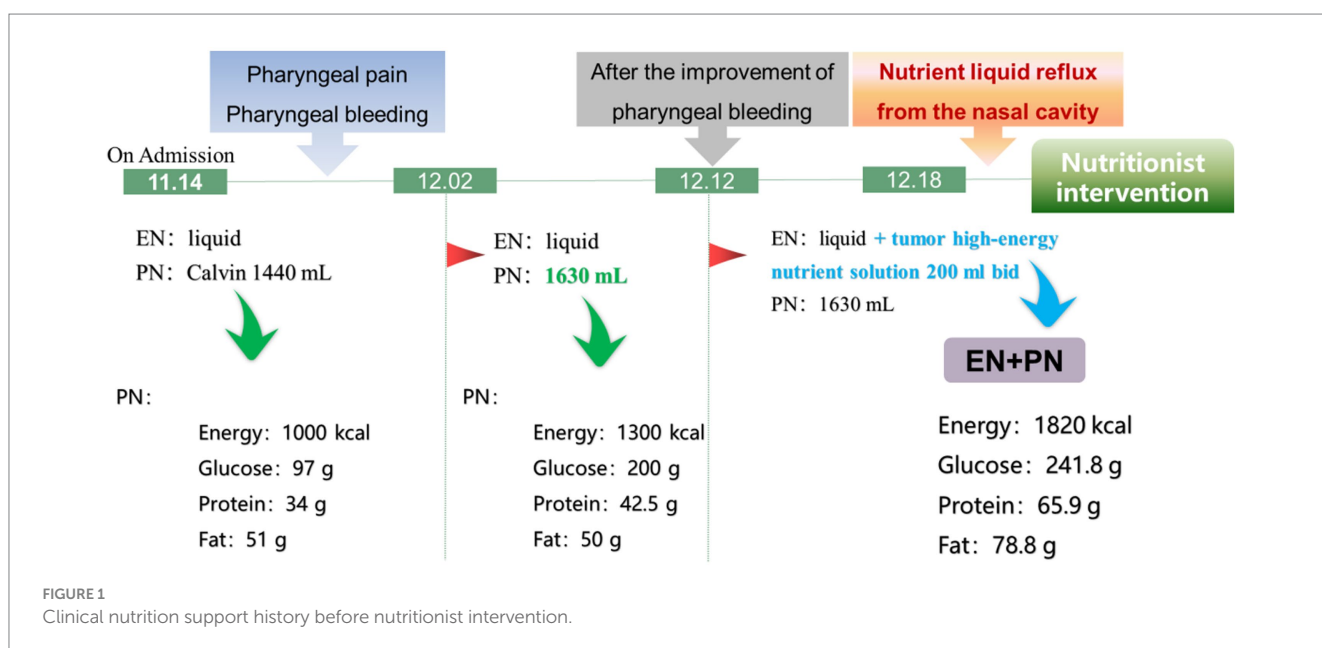 Pharyngeal pain
Pharyngeal bleeding
After the improvement of
pharyngeal bleeding
Nutrient liquid reflux
from the nasal cavity
On Admission
11.14
12.02
12.12
12.18
Nutritionist
intervention
EN：liquid
PN：Calvin 1440 mL
EN：liquid
PN：1630 mL
EN：liquid + tumor high-energy
nutrient solution 200 ml bid
PN：1630 mL
EN+PN
PN：
Energy：1000 kcal
Glucose：97 g
Protein：34 g
Fat：51 g
PN：
Energy：1300 kcal
Glucose：200 g
Protein：42.5 g
Fat：50 g
Energy：1820 kcal
Glucose：241.8 g
Protein：65.9 g
Fat：78.8 g
FIGURE 1
Clinical nutrition support history before nutritionist intervention.